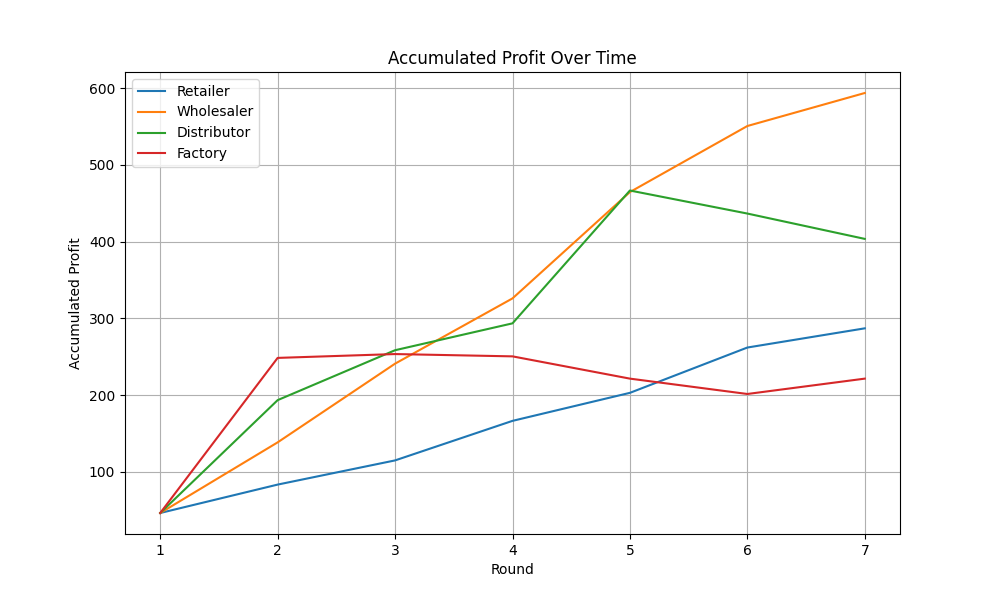 Accumulated Profit Over Time
Accumulated Profit
600
500
400
300
200
100
Retailer
Wholesaler
Distributor
Factory
1 2 3 4 5 6 7
Round